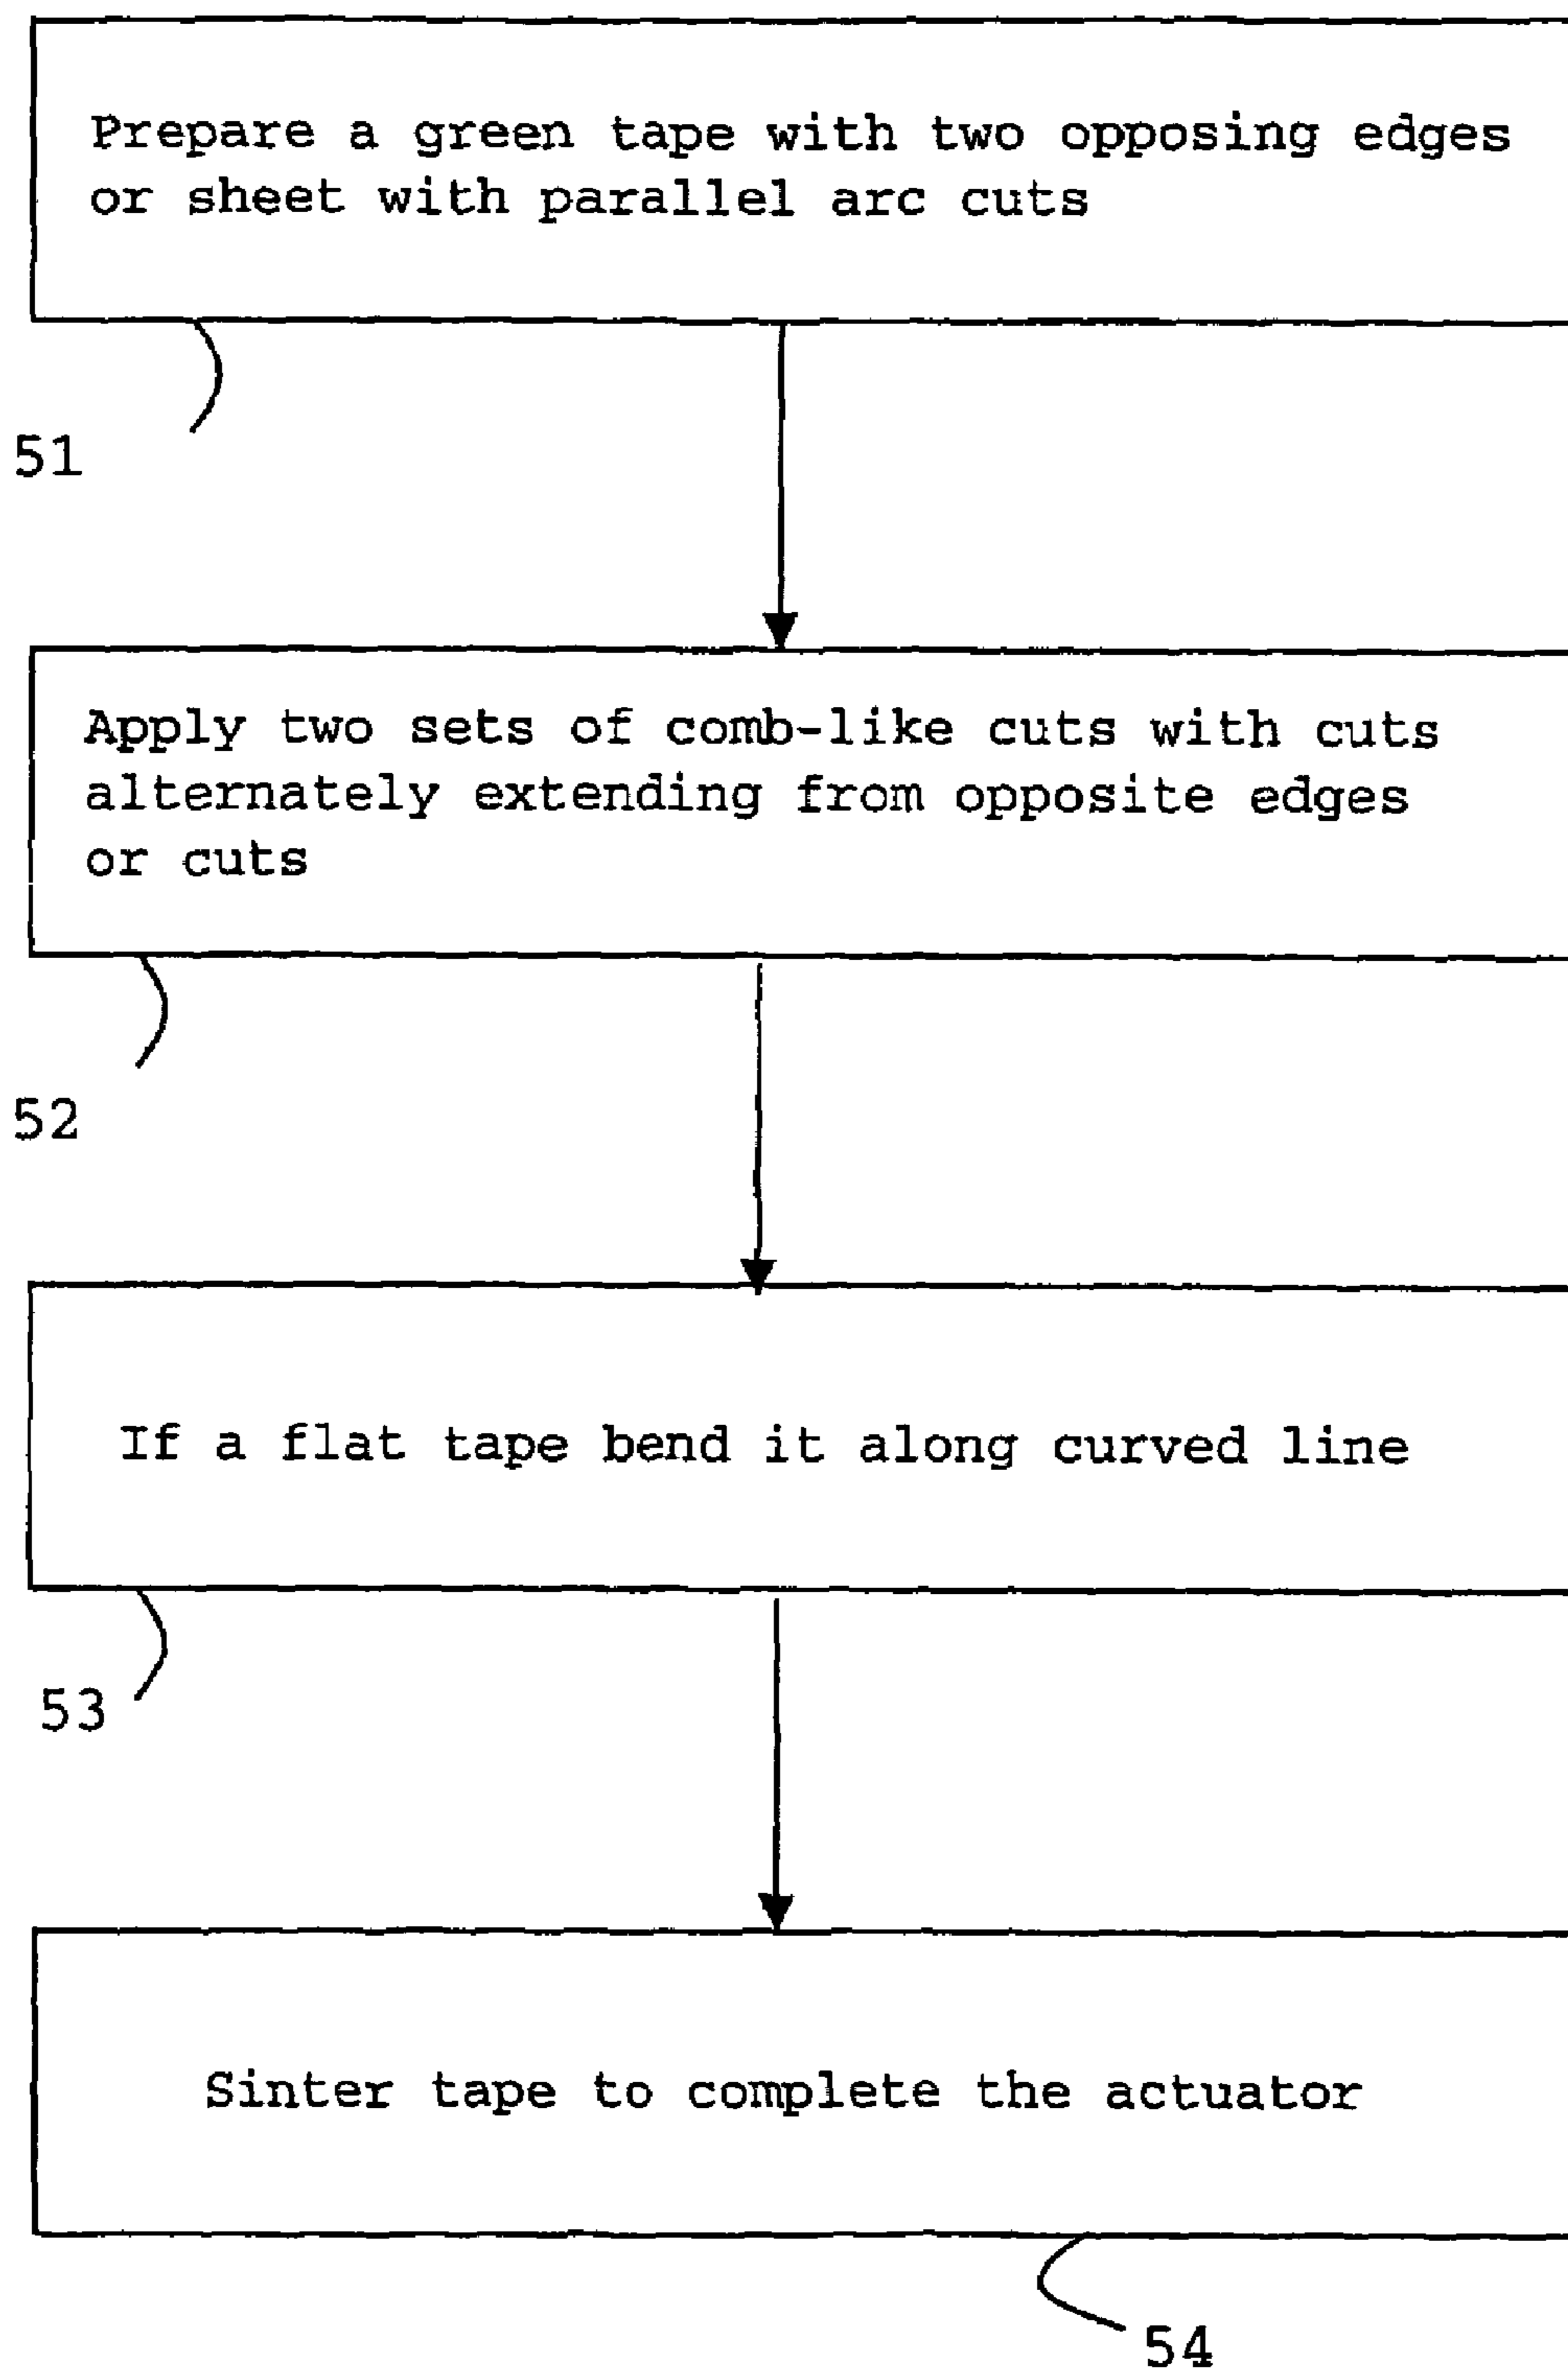 Prepare a green tape with two opposing edges
or sheet with parallel arc cuts
51
Apply two sets of comb-like cuts with cuts
alternately extending from opposite edges
or cuts
52
If a flat tape bend it along curved line
53
Sinter tape to complete the actuator
54